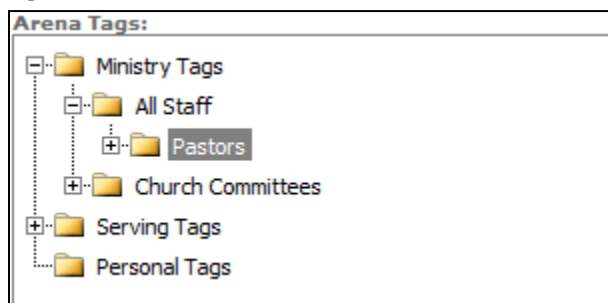 Arena Tags:
Ministry Tags
All Staff
Pastors
Church Committees
Serving Tags
Personal Tags